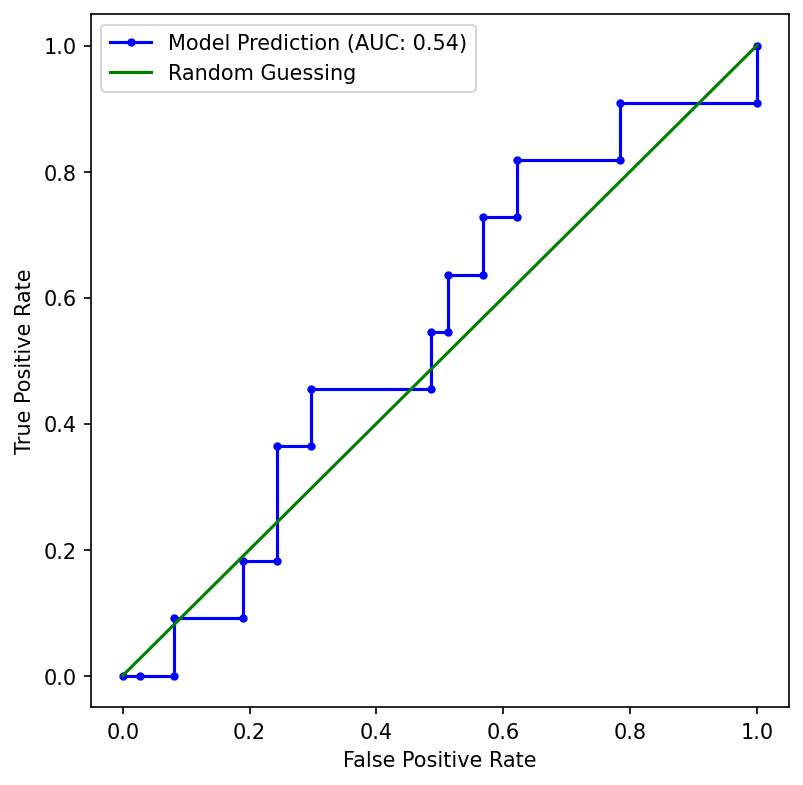 Model Prediction (AUC: 0.54)
Random Guessing
1.0
0.8
0.6
0.4
0.2
0.0
True Positive Rate
0.0 0.2 0.4 0.6 0.8 1.0
False Positive Rate